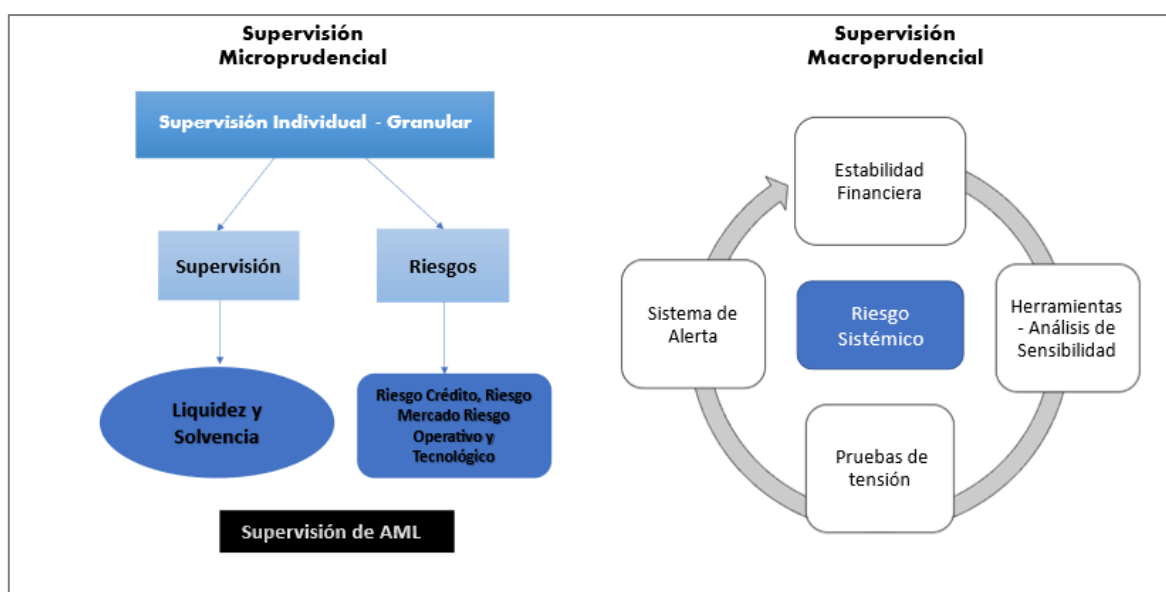 Supervisión
Microprudencial
Supervisión Individual - Granular
Supervisión
Riesgos
Liquidez y
Solvencia
Riesgo Crédito, Riesgo
Mercado Riesgo
Operativo y
Tecnológico
Supervisión de AML
Supervisión
Macroprudencial
Estabilidad
Financiera
Sistema de
Alerta
Riesgo
Sistémico
Herramientas
- Análisis de
Sensibilidad
Pruebas de
tensión